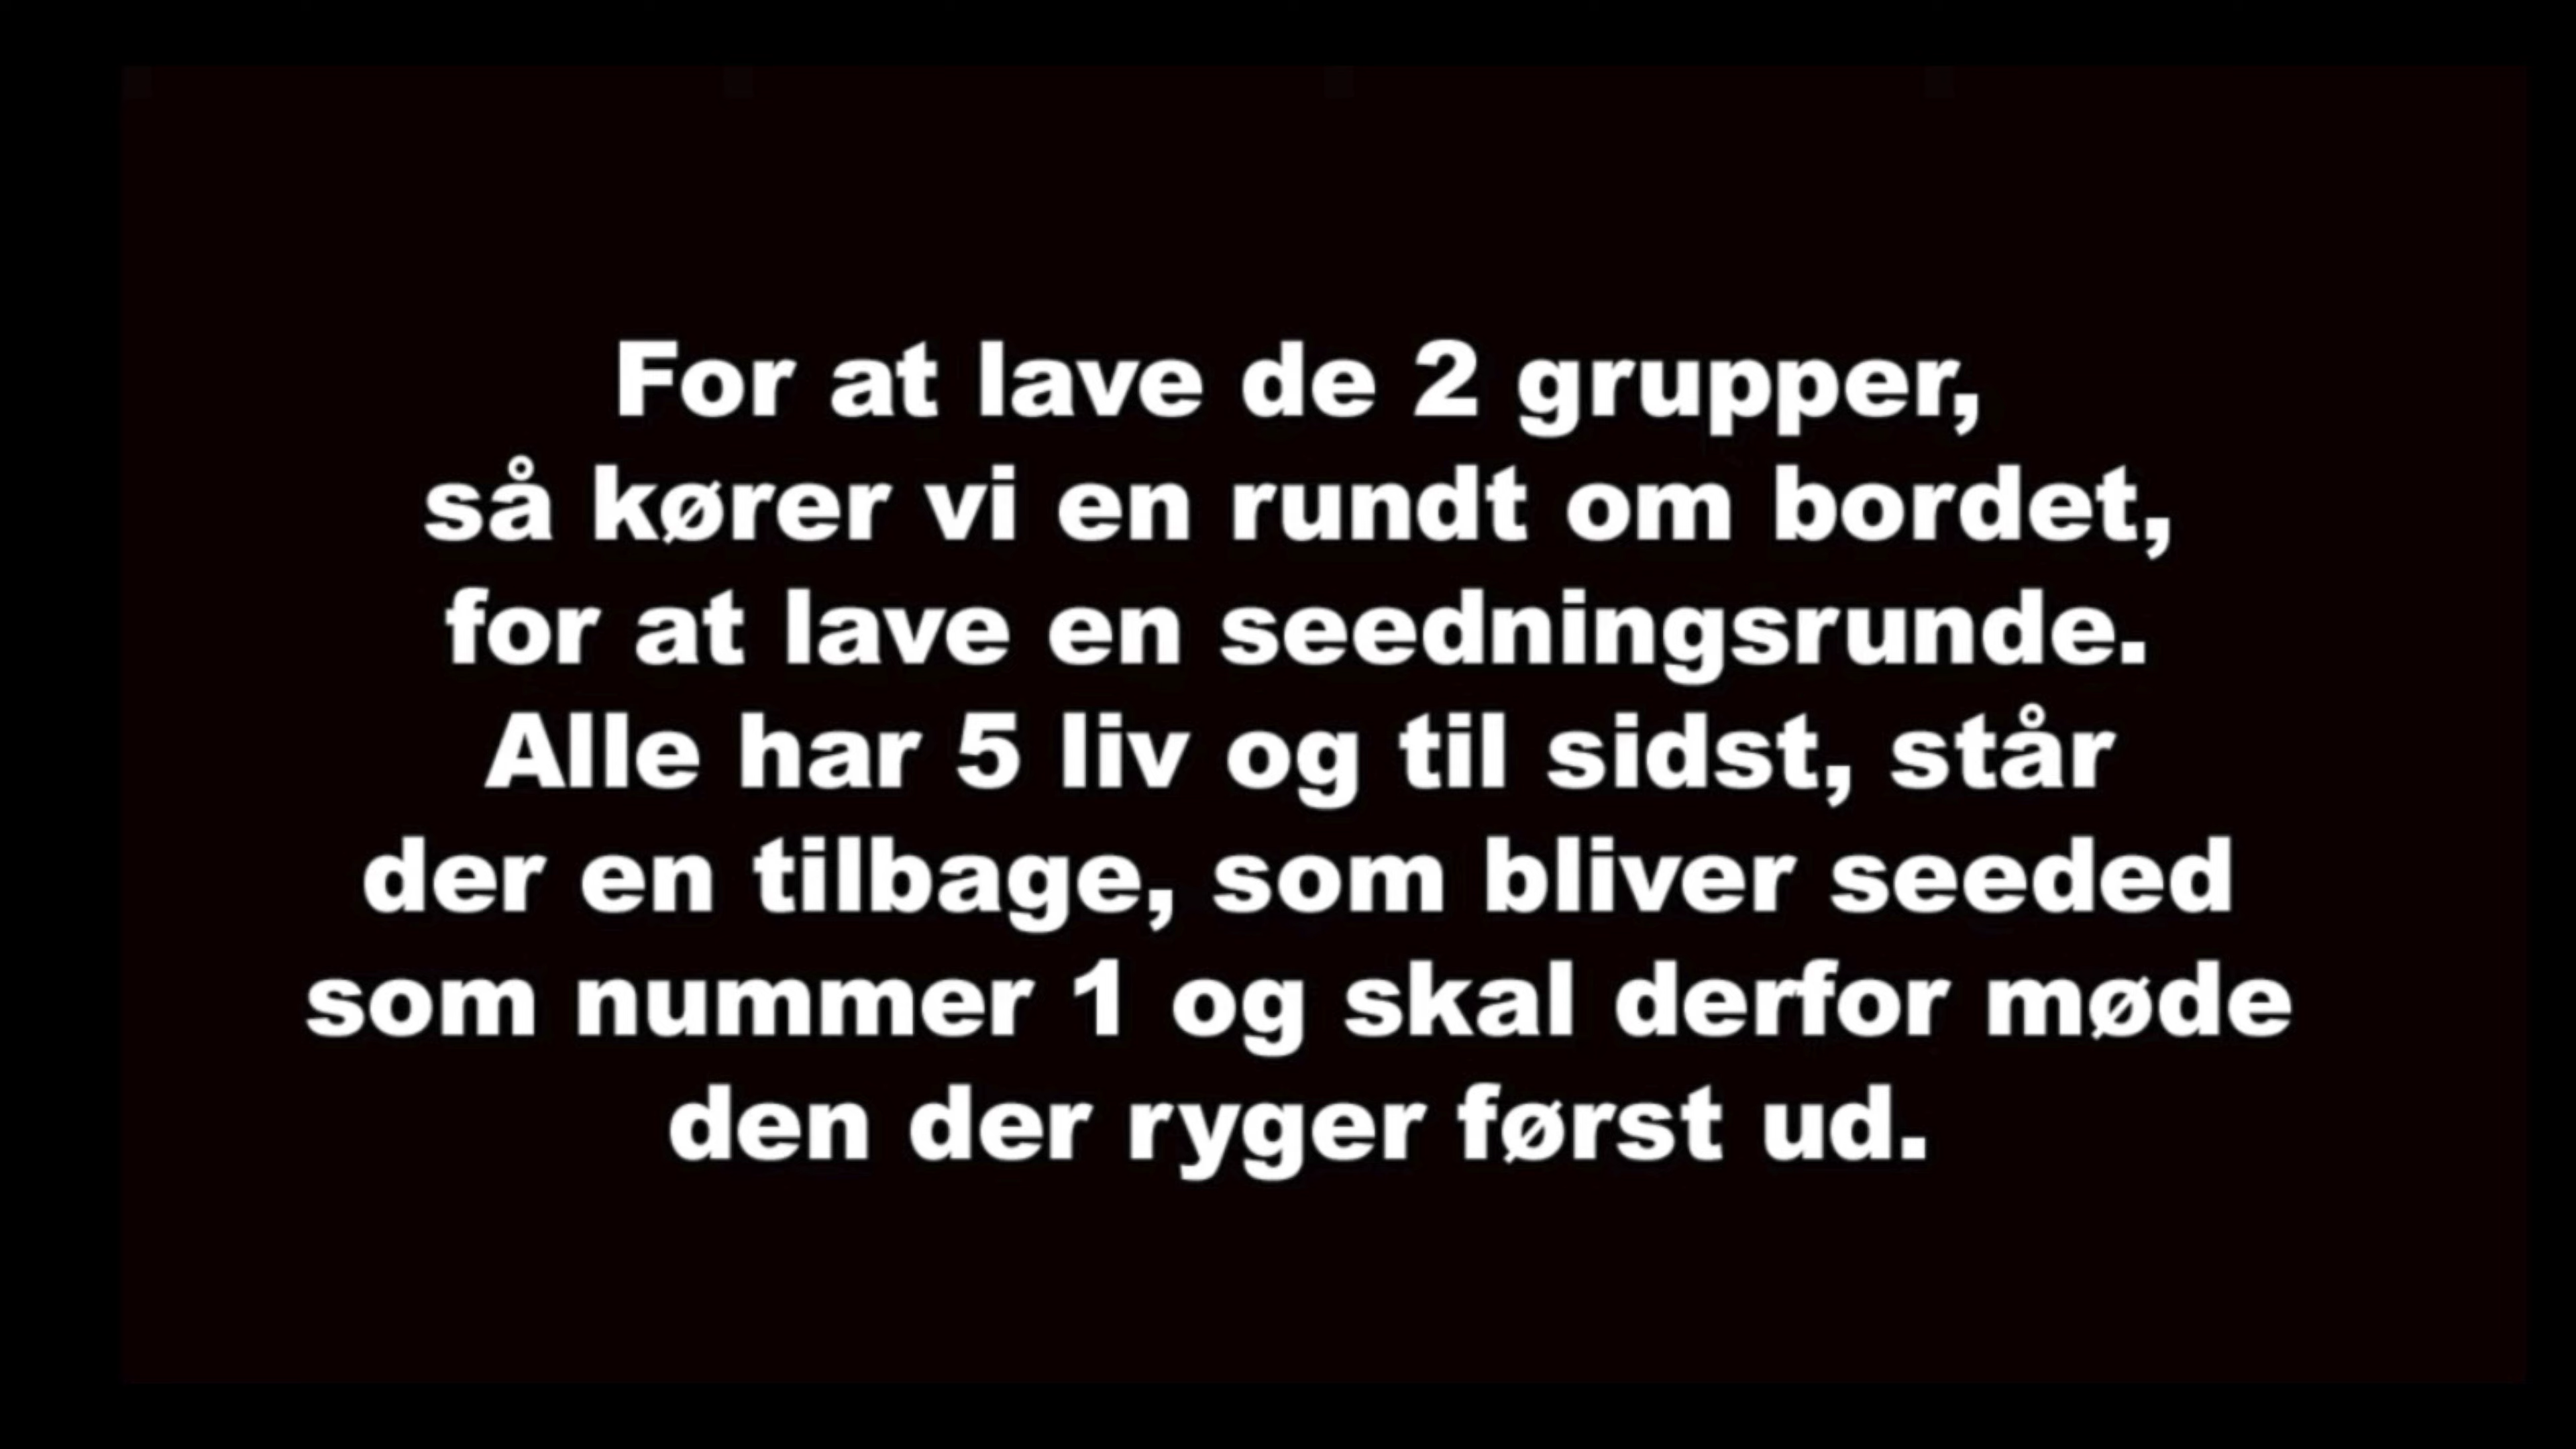 For at lave de 2 grupper,
så kører vi en rundt om bordet,
for at lave en seedningsrunde.
Alle har 5 liv og til sidst, står
der en tilbage, som bliver seeded
som nummer 1 og skal derfor møde
den der ryger først ud.